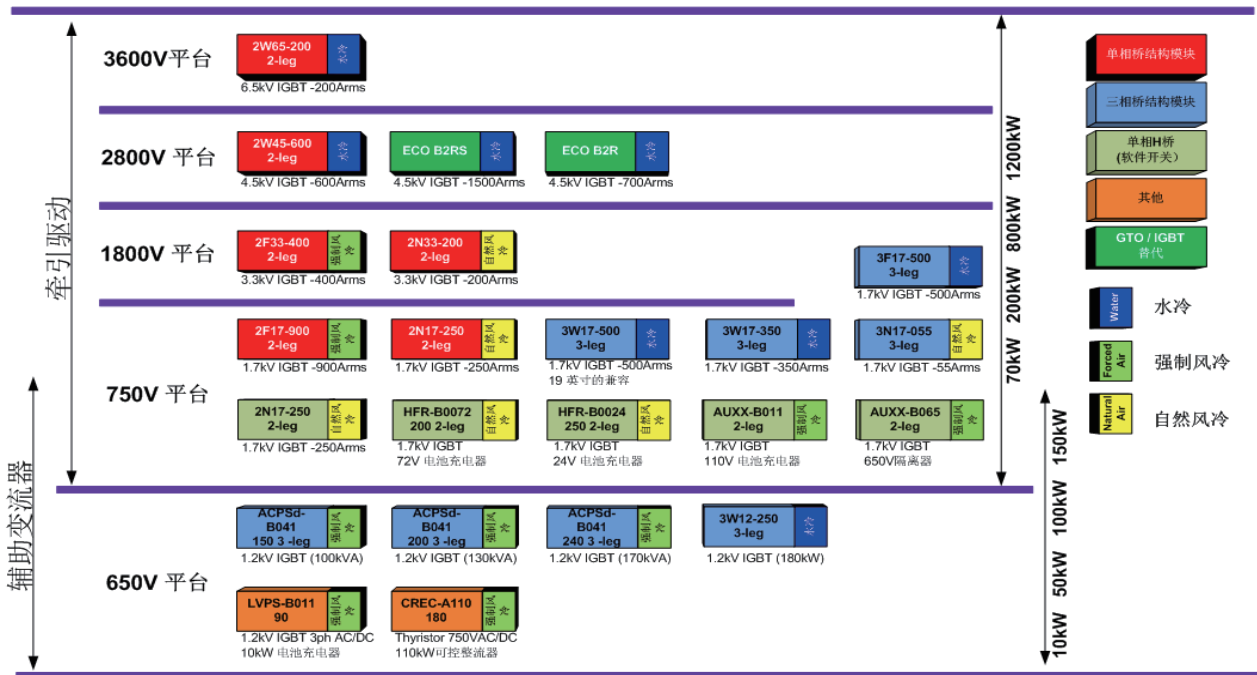 3600V平台
2W65-200
2-leg
水冷
6.5kV IGBT -200Arms
2800V 平台
2W45-600
2-leg
水冷
4.5kV IGBT -600Arms
ECO B2RS
水冷
4.5kV IGBT -1500Arms
ECO B2R
水冷
4.5kV IGBT -700Arms
1800V 平台
2F33-400
2-leg
强制风冷
3.3kV IGBT -400Arms
2N33-200
2-leg
自然风冷
3.3kV IGBT -200Arms
3F17-500
3-leg
水冷
1.7kV IGBT -500Arms
750V 平台
2F17-900
2-leg
强制风冷
1.7kV IGBT -900Arms
2N17-250
2-leg
自然风冷
1.7kV IGBT -250Arms
3W17-500
3-leg
水冷
1.7kV IGBT -500Arms
19 英寸的兼容
3W17-350
3-leg
水冷
1.7kV IGBT -350Arms
3N17-055
3-leg
自然风冷
1.7kV IGBT -55Arms
2N17-250
2-leg
自然风冷
1.7kV IGBT -250Arms
HFR-B0072
200 2-leg
自然风冷
1.7kV IGBT
72V 电池充电器
HFR-B0024
250 2-leg
自然风冷
1.7kV IGBT
24V 电池充电器
AUXX-B011
2-leg
强制风冷
1.7kV IGBT
110V 电池充电器
AUXX-B065
2-leg
强制风冷
1.7kV IGBT
650V隔离器
650V 平台
ACPSd-
B041
150 3 -leg
强制风冷
1.2kV IGBT (100kVA)
ACPSd-
B041
200 3 -leg
强制风冷
1.2kV IGBT (130kVA)
ACPSd-
B041
240 3 -leg
强制风冷
1.2kV IGBT (170kVA)
3W12-250
3-leg
水冷
1.2kV IGBT (180kW)
LVPS-B011
90
强制风冷
1.2kV IGBT 3ph AC/DC
10kW 电池充电器
CREC-A110
180
强制风冷
Thyristor 750VAC/DC
110kW可控整流器
牵引驱动
辅助变流器
70kW 200kW 800kW 1200kW
10kW 50kW 100kW 150kW
单相桥结构模块
三相桥结构模块
单相H桥
(软件开关)
其他
GTO / IGBT
替代
Water
水冷
Forced
Air
强制风冷
Natural
Air
自然风冷